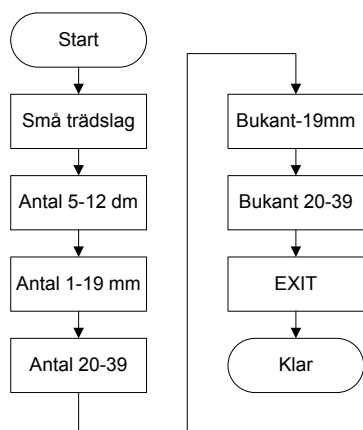 Start
Små trädslag
Antal 5-12 dm
Antal 1-19 mm
Antal 20-39
Bukant-19mm
Bukant 20-39
EXIT
Klar